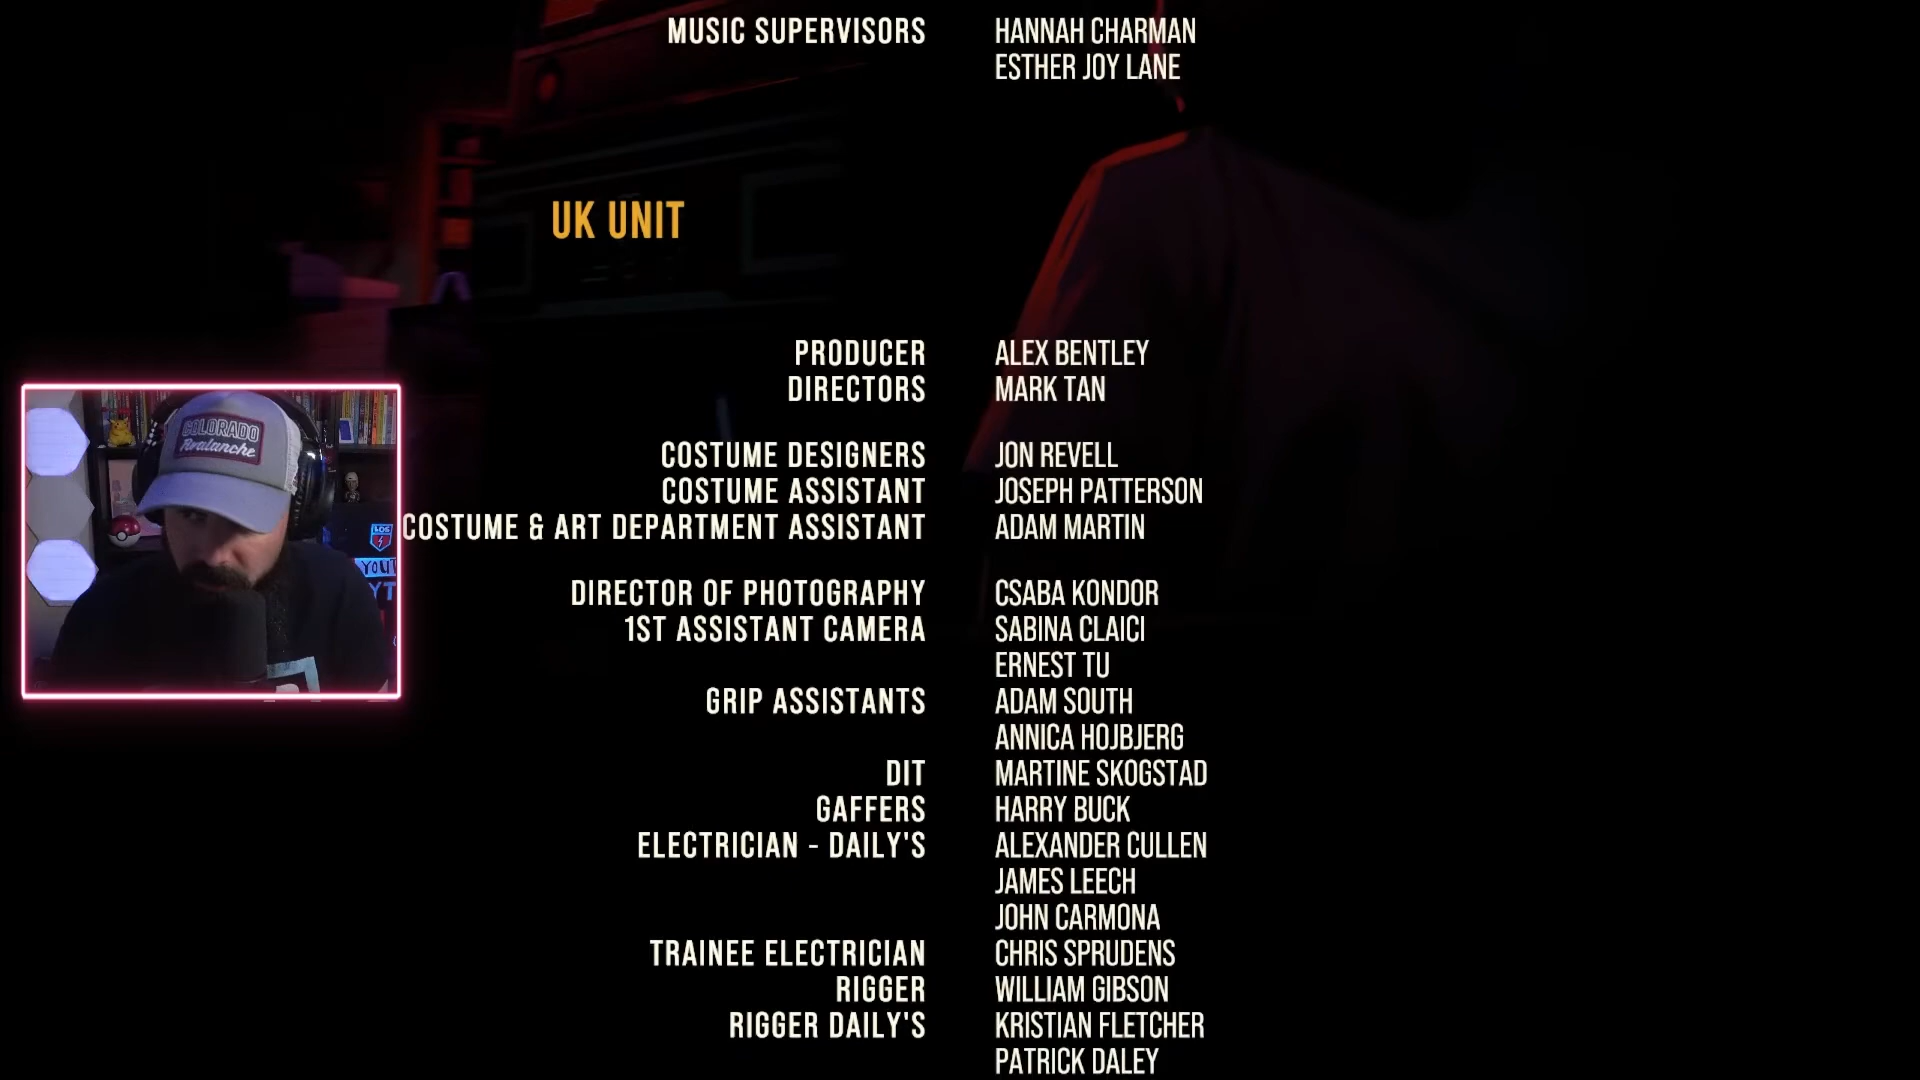 MUSIC SUPERVISORS HANNAH CHARMAN
ESTHER JOY LANE
UK UNIT
PRODUCER ALEX BENTLEY
DIRECTORS MARK TAN
COLORADO
Avalanche
COSTUME DESIGNERS JON REVELL
COSTUME ASSISTANT JOSEPH PATTERSON
COSTUME & ART DEPARTMENT ASSISTANT ADAM MARTIN
DIRECTOR OF PHOTOGRAPHY CSABA KONDOR
1ST ASSISTANT CAMERA SABINA CLAICI
ERNEST TU
GRIP ASSISTANTS ADAM SOUTH
ANNICA HOJBJERG
DIT MARTINE SKOGSTAD
GAFFERS HARRY BUCK
ELECTRICIAN - DAILY'S ALEXANDER CULLEN
JAMES LEECH
JOHN CARMONA
TRAINEE ELECTRICIAN CHRIS SPRUDENS
RIGGER WILLIAM GIBSON
RIGGER DAILY'S KRISTIAN FLETCHER
PATRICK DALEY